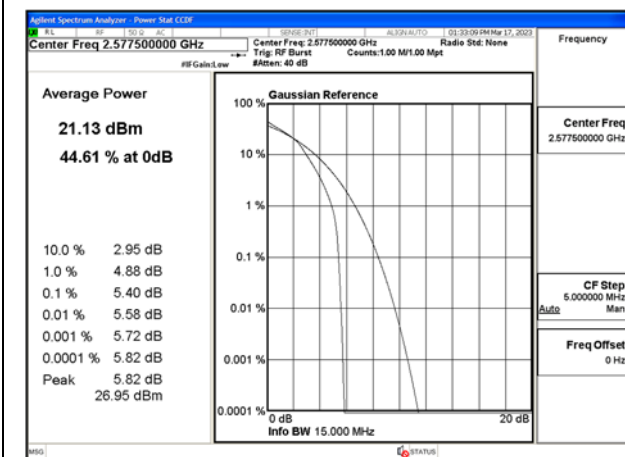 Agilent Spectrum Analyzer - Power Stat CCDF
RL RF 50 Ω AC SENSE:INT ALIGN AUTO 01:33:09 PM Mar 17, 2023
Center Freq 2.577500000 GHz
Center Freq: 2.577500000 GHz Radio Std: None
Trig: RF Burst Counts:1.00 M/1.00 Mpt
#IFGain:Low #Atten: 40 dB
Frequency
Average Power
21.13 dBm
44.61 % at 0dB
10.0 % 2.95 dB
1.0 % 4.88 dB
0.1 % 5.40 dB
0.01 % 5.58 dB
0.001 % 5.72 dB
0.0001 % 5.82 dB
Peak 5.82 dB
26.95 dBm
Gaussian Reference
100 %
10 %
1 %
0.1 %
0.01 %
0.001 %
0.0001 %
0 dB 20 dB
Info BW 15.000 MHz
Center Freq
2.577500000 GHz
CF Step
5.000000 MHz
Auto Man
Freq Offset
0 Hz
MSG STATUS